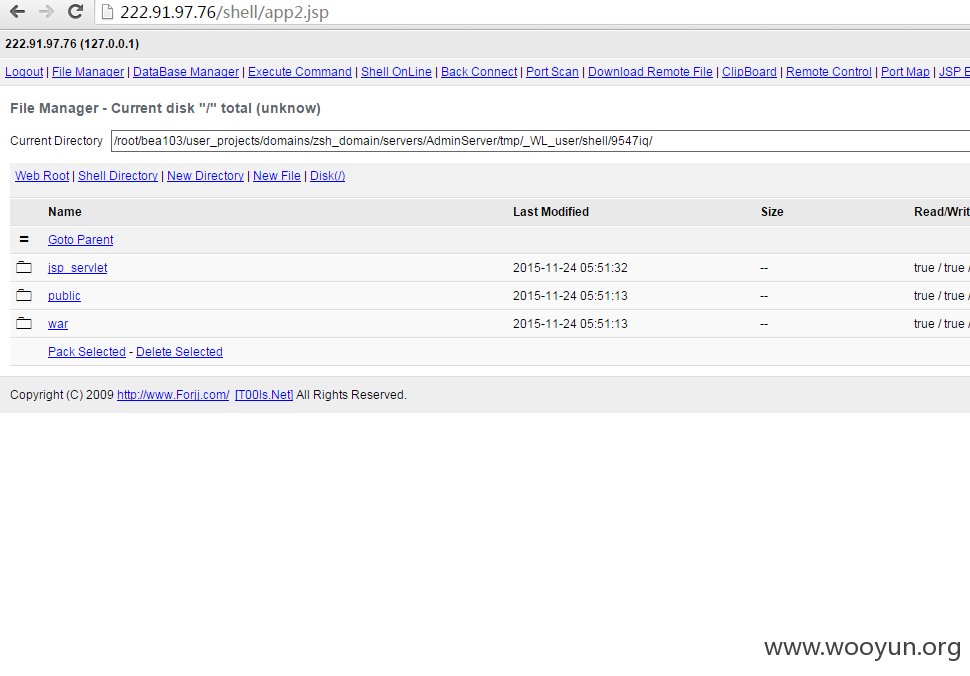 222.91.97.76/shell/app2.jsp
222.91.97.76 (127.0.0.1)
Logout | File Manager | DataBase Manager | Execute Command | Shell OnLine | Back Connect | Port Scan | Download Remote File | ClipBoard | Remote Control | Port Map | JSP E
File Manager - Current disk "/" total (unknow)
Current Directory /root/bea103/user_projects/domains/zsh_domain/servers/AdminServer/tmp/_WL_user/shell/9547iq/
Web Root | Shell Directory | New Directory | New File | Disk(/)
Name Last Modified Size Read/Writ
= Goto Parent
jsp_servlet 2015-11-24 05:51:32 -- true / true /
public 2015-11-24 05:51:13 -- true / true /
war 2015-11-24 05:51:13 -- true / true /
Pack Selected - Delete Selected
Copyright (C) 2009 http://www.Forjj.com/ [T00ls.Net] All Rights Reserved.
www.wooyun.org